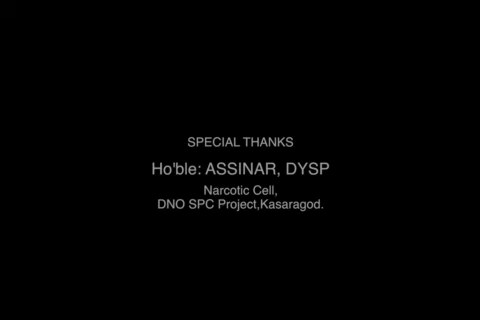 SPECIAL THANKS
Ho'ble: ASSINAR, DYSP
Narcotic Cell,
DNO SPC Project,Kasaragod.